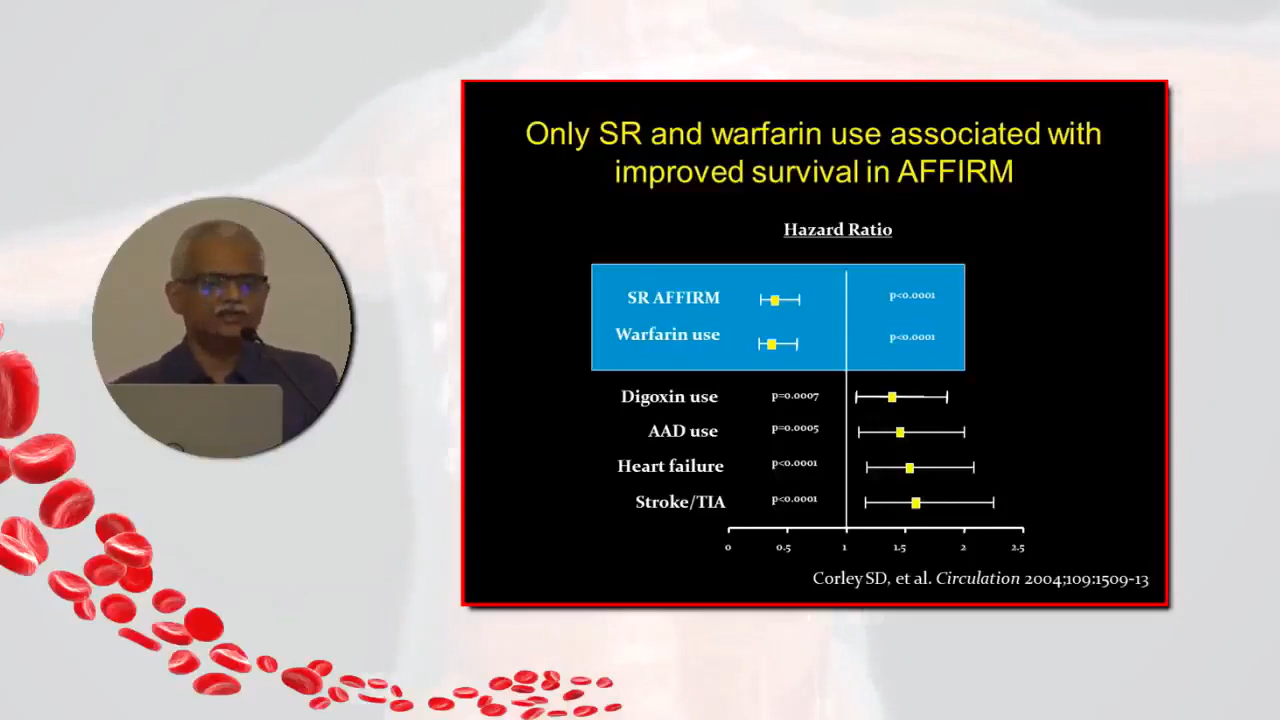 Only SR and warfarin use associated with
improved survival in AFFIRM
Hazard Ratio
SR AFFIRM p<0.0001
Warfarin use p<0.0001
Digoxin use p=0.0007
AAD use p=0.0005
Heart failure p<0.0001
Stroke/TIA p<0.0001
0 0.5 1 1.5 2 2.5
Corley SD, et al. Circulation 2004;109:1509-13